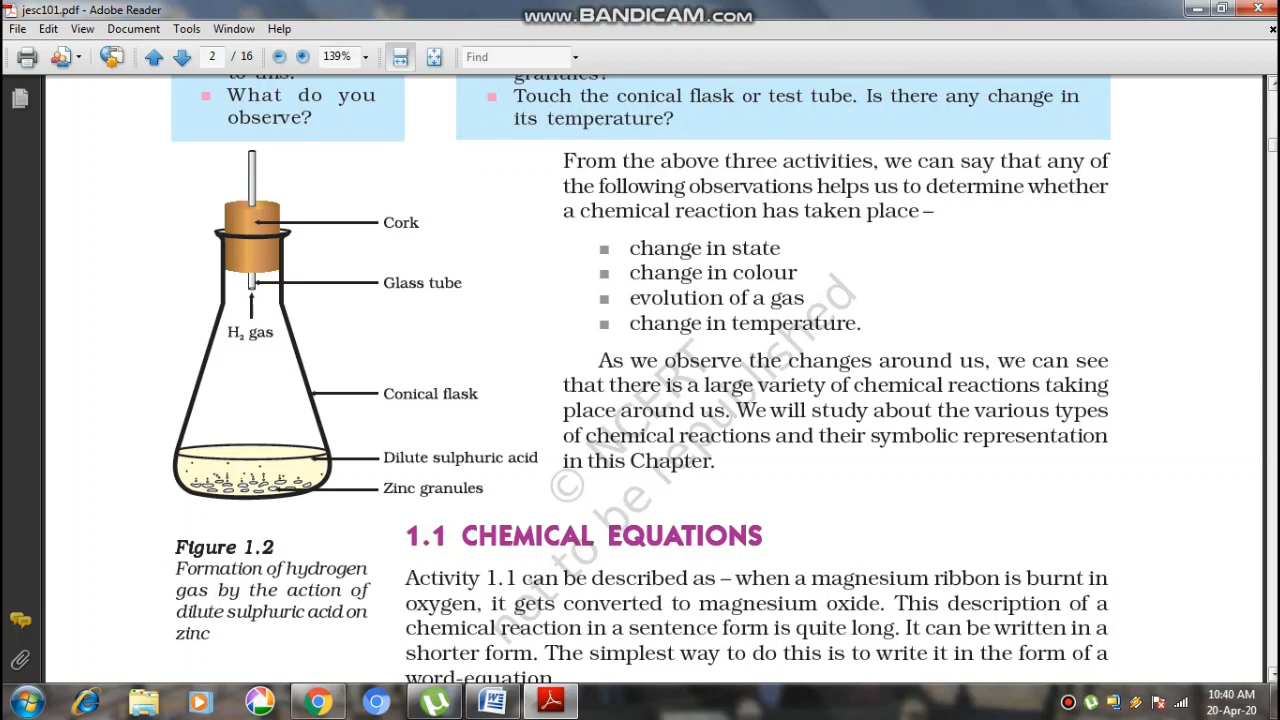 jesc101.pdf - Adobe Reader
www.BANDICAM.com
File Edit View Document Tools Window Help
2 / 16 139% Find
to this.
What do you
observe?
granules?
Touch the conical flask or test tube. Is there any change in
its temperature?
Cork
Glass tube
H₂ gas
Conical flask
Dilute sulphuric acid
Zinc granules
Figure 1.2
Formation of hydrogen
gas by the action of
dilute sulphuric acid on
zinc
From the above three activities, we can say that any of
the following observations helps us to determine whether
a chemical reaction has taken place –
change in state
change in colour
evolution of a gas
change in temperature.
As we observe the changes around us, we can see
that there is a large variety of chemical reactions taking
place around us. We will study about the various types
of chemical reactions and their symbolic representation
in this Chapter.
© NCERT
not to be republished
1.1 CHEMICAL EQUATIONS
Activity 1.1 can be described as – when a magnesium ribbon is burnt in
oxygen, it gets converted to magnesium oxide. This description of a
chemical reaction in a sentence form is quite long. It can be written in a
shorter form. The simplest way to do this is to write it in the form of a
word-equation.
10:40 AM
20-Apr-20